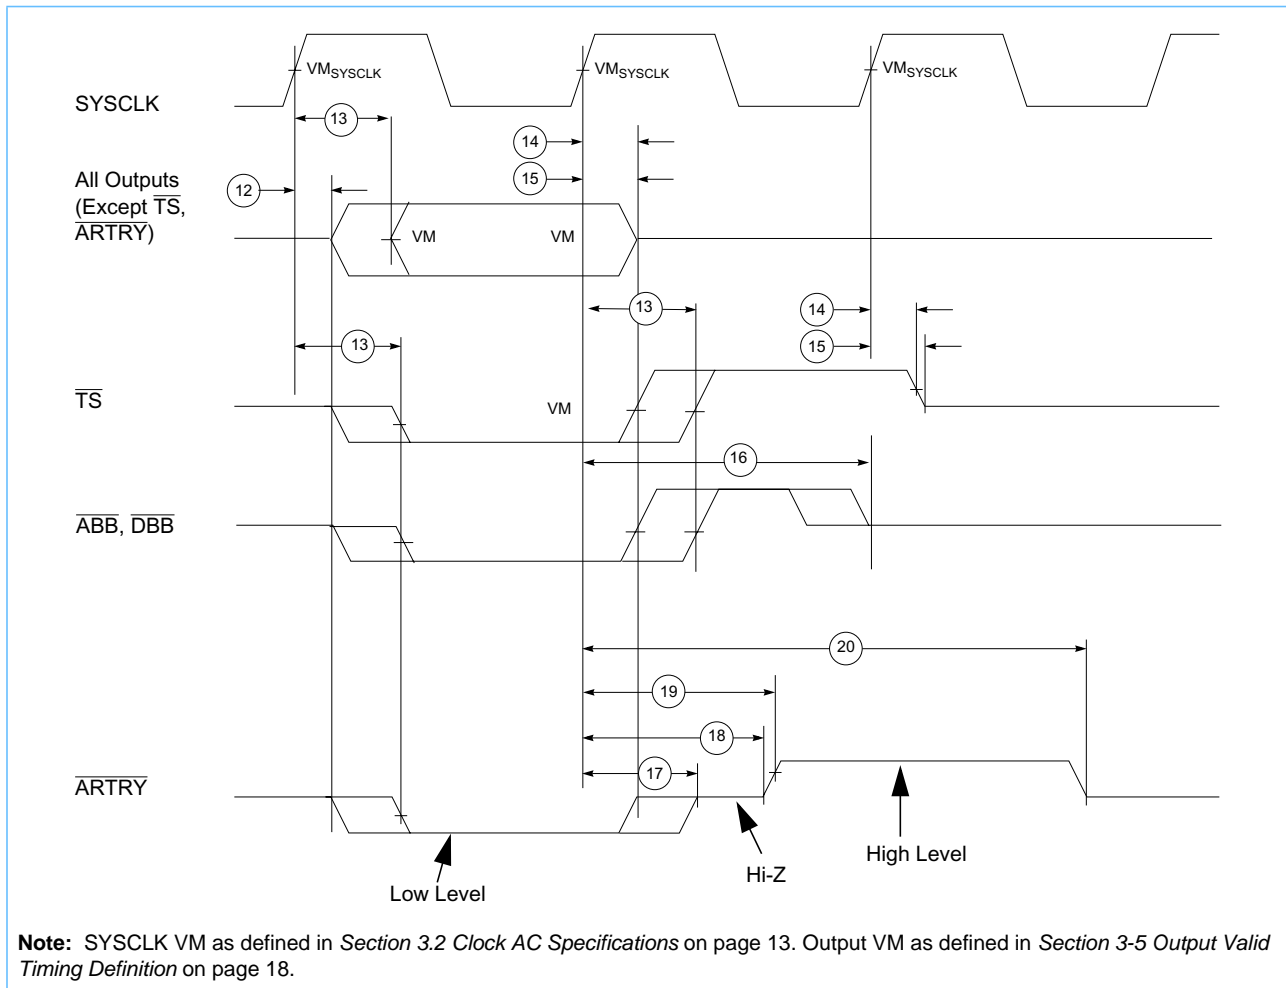 VMSYSCLK VMSYSCLK VMSYSCLK
SYSCLK
13
14
15
12
All Outputs
(Except TS,
ARTRY)
VM VM
13
14
13
15
TS
VM
16
ABB, DBB
20
19
18
17
ARTRY
High Level
Hi-Z
Low Level
Note: SYSCLK VM as defined in Section 3.2 Clock AC Specifications on page 13. Output VM as defined in Section 3-5 Output Valid
Timing Definition on page 18.